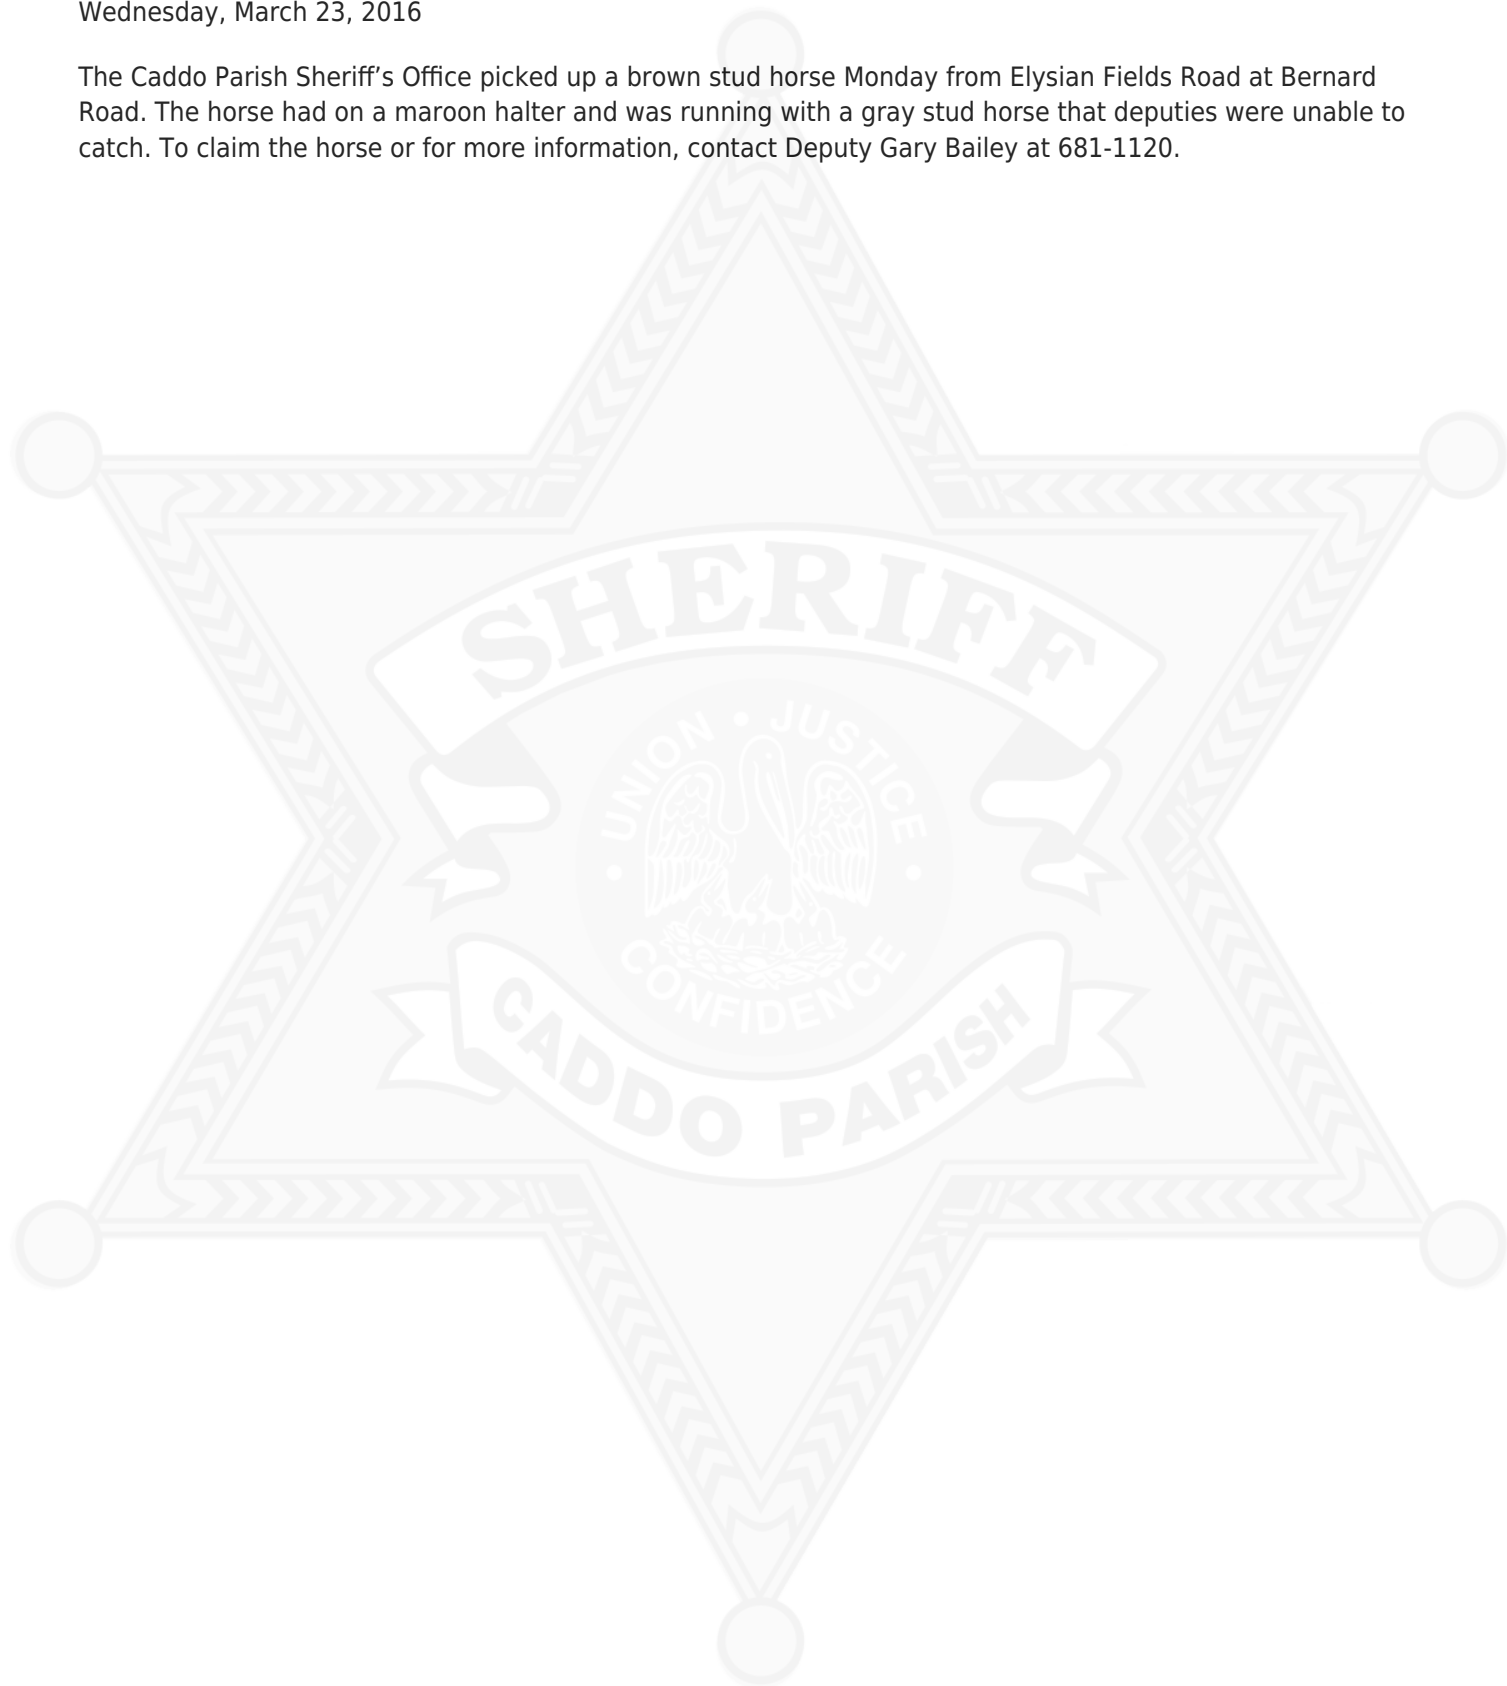 Wednesday, March 23, 2016
The Caddo Parish Sheriff’s Office picked up a brown stud horse Monday from Elysian Fields Road at Bernard
Road. The horse had on a maroon halter and was running with a gray stud horse that deputies were unable to
catch. To claim the horse or for more information, contact Deputy Gary Bailey at 681-1120.
SHERIFF
UNION • JUSTICE
• CONFIDENCE •
CADDO PARISH